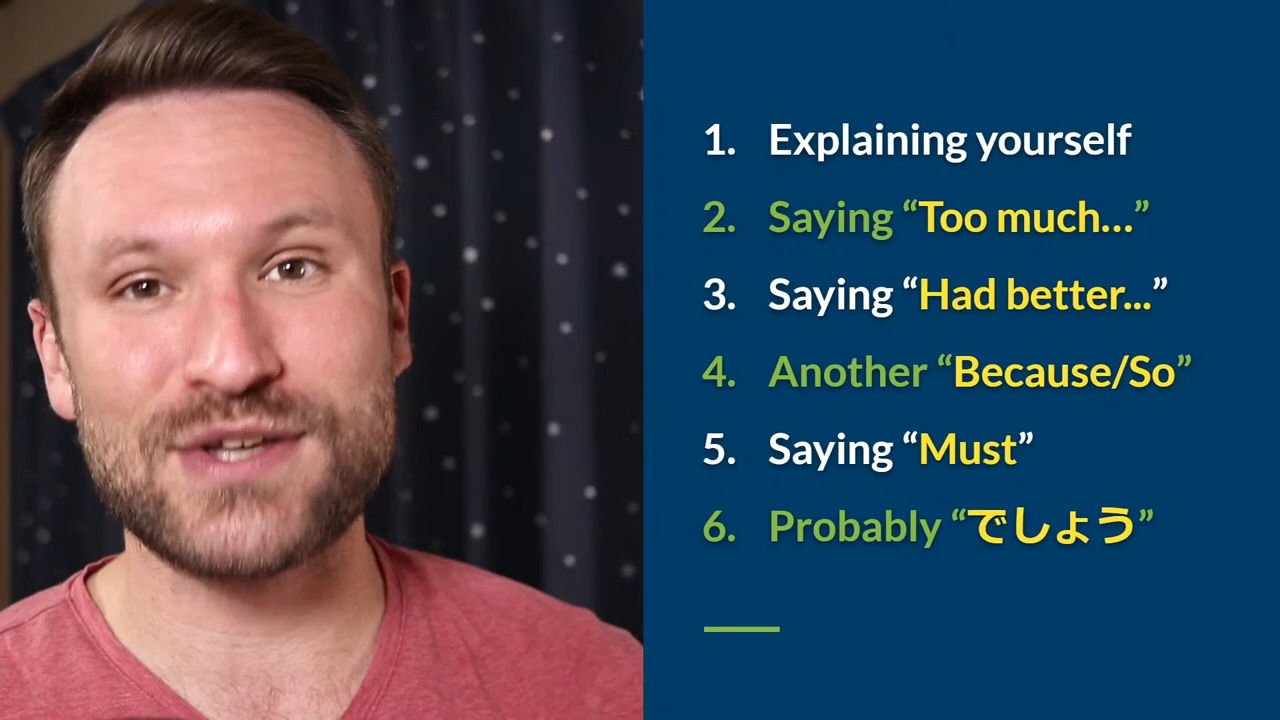 1. Explaining yourself
2. Saying “Too much...”
3. Saying “Had better...”
4. Another “Because/So”
5. Saying “Must”
6. Probably “でしょう”